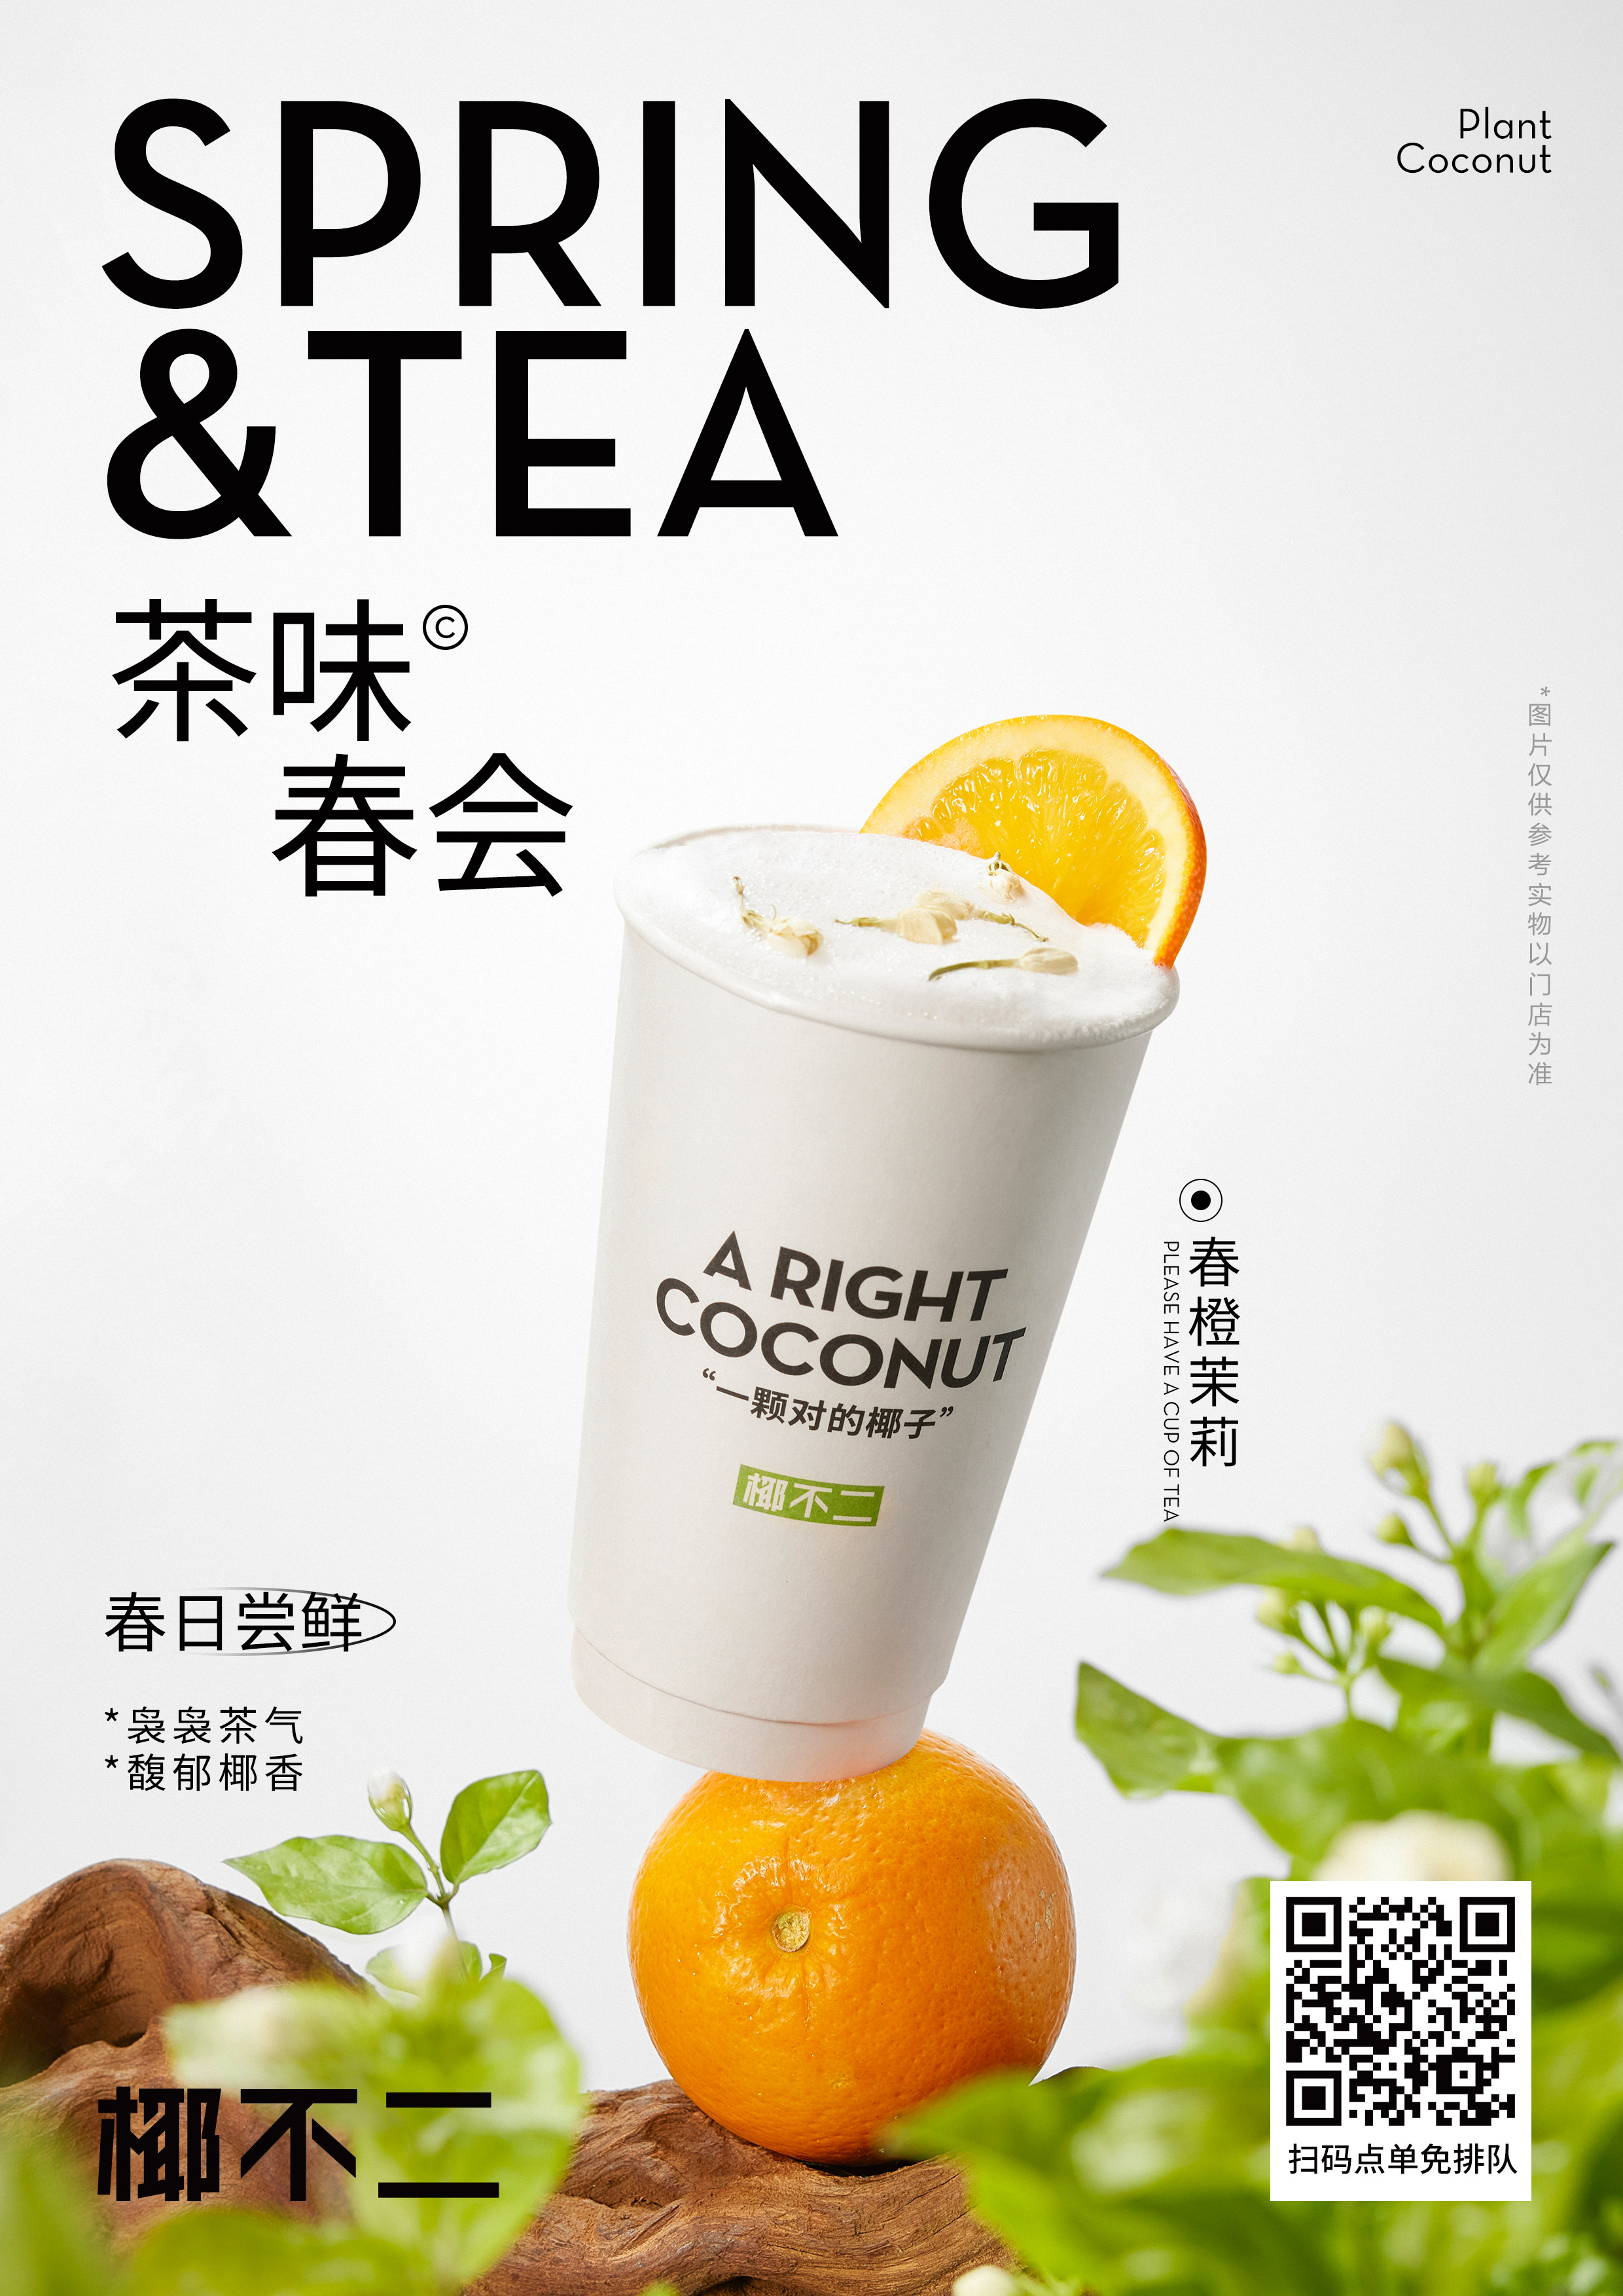 SPRING
&TEA
Plant
Coconut
茶味©
春会
*图片仅供参考实物以门店为准
A RIGHT
COCONUT
“一颗对的椰子”
椰不二
春橙茉莉
PLEASE HAVE A CUP OF TEA
春日尝鲜
*袅袅茶气
*馥郁椰香
椰不二
扫码点单免排队